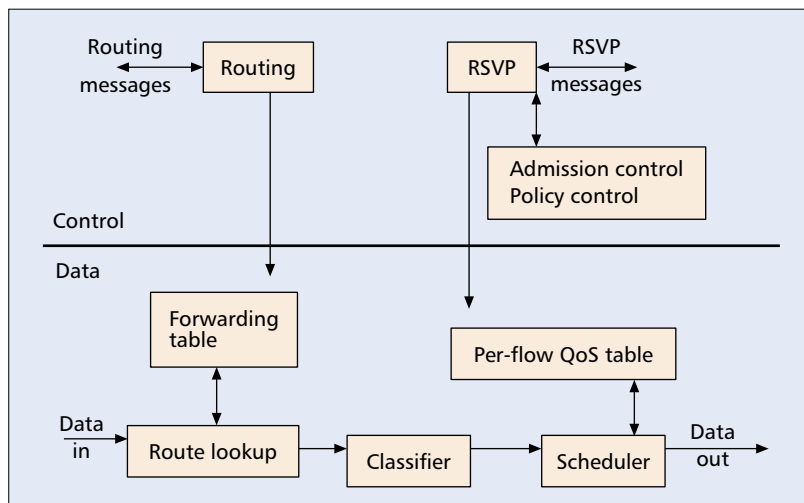 Routing
messages
Routing
RSVP
RSVP
messages
Admission control
Policy control
Control
Data
Forwarding
table
Per-flow QoS table
Data
in
Route lookup
Classifier
Scheduler
Data
out